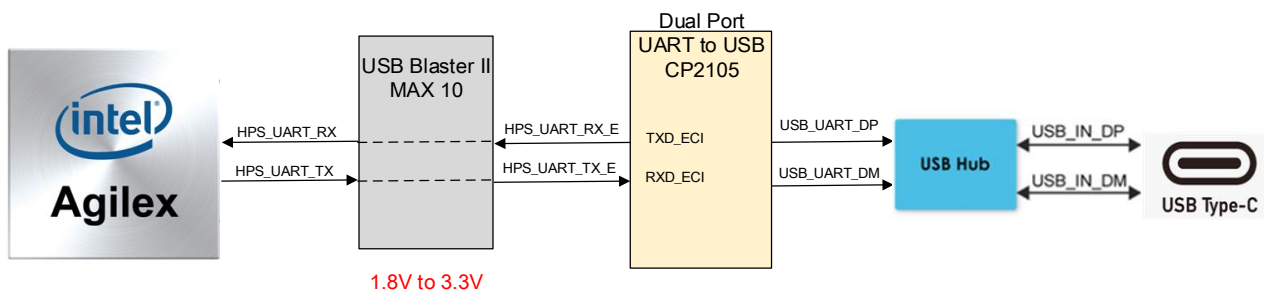 intel
Agilex
USB Blaster II
MAX 10
1.8V to 3.3V
HPS_UART_RX
HPS_UART_TX
HPS_UART_RX_E
HPS_UART_TX_E
Dual Port
UART to USB
CP2105
TXD_ECI
RXD_ECI
USB_UART_DP
USB_UART_DM
USB Hub
USB_IN_DP
USB_IN_DM
USB Type-C